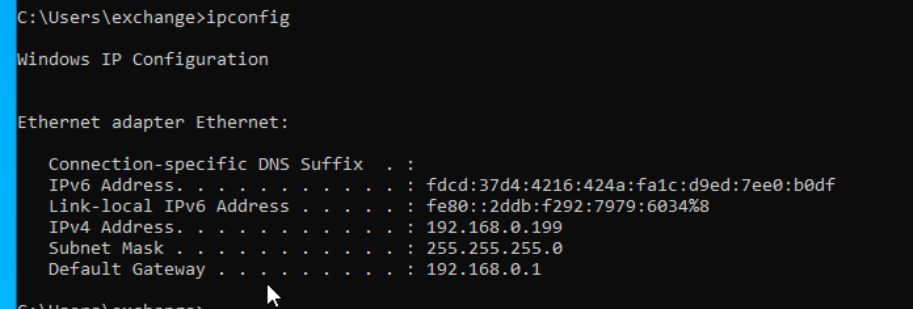 C:\Users\exchange>ipconfig
Windows IP Configuration
Ethernet adapter Ethernet:
Connection-specific DNS Suffix . :
IPv6 Address. . . . . . . . . . . : fdcd:37d4:4216:424a:fa1c:d9ed:7ee0:b0df
Link-local IPv6 Address . . . . . : fe80::2ddb:f292:7979:6034%8
IPv4 Address. . . . . . . . . . . : 192.168.0.199
Subnet Mask . . . . . . . . . . . : 255.255.255.0
Default Gateway . . . . . . . . . : 192.168.0.1
C:\Users\exchange>